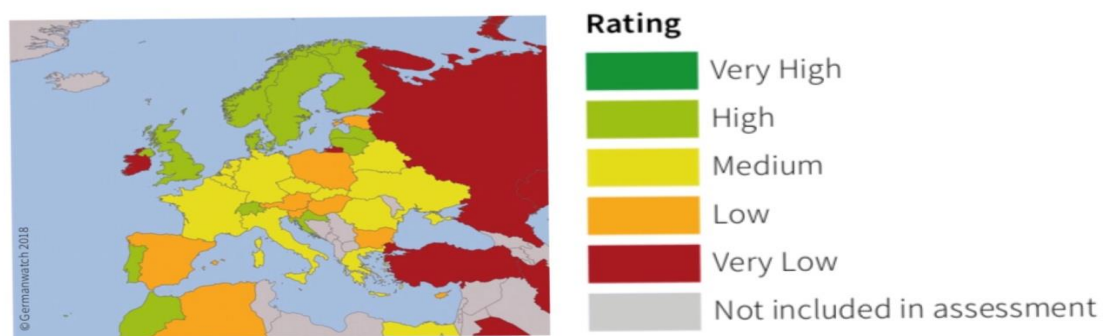 ©Germanwatch 2018
Rating
Very High
High
Medium
Low
Very Low
Not included in assessment